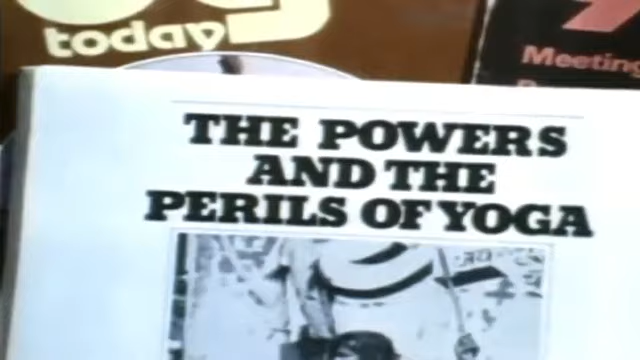 today
Meeting
THE POWERS
AND THE
PERILS OF YOGA